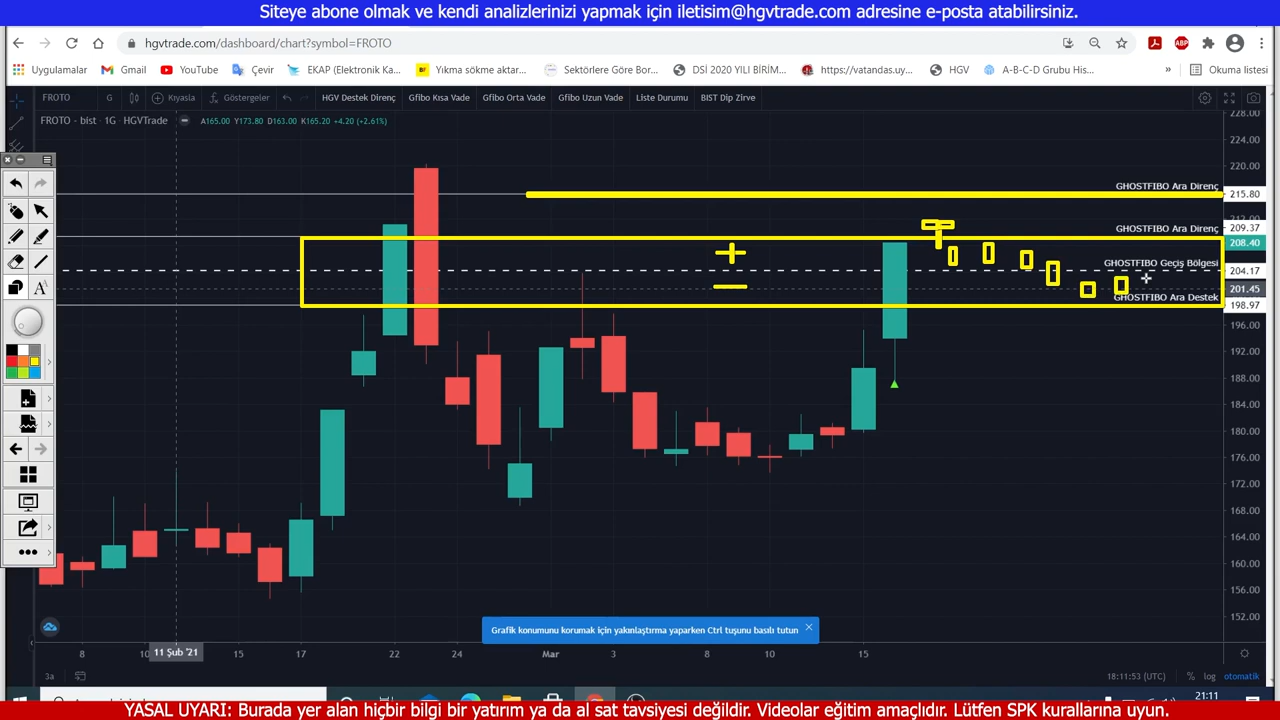 Siteye abone olmak ve kendi analizlerinizi yapmak için iletisim@hgvtrade.com adresine e-posta atabilirsiniz.
hgvtrade.com/dashboard/chart?symbol=FROTO
Uygulamalar
Gmail
YouTube
Çevir
EKAP (Elektronik Ka...
Yıkma sökme aktar...
Sektörlere Göre Bor...
DSİ 2020 YILI BİRİM...
https://vatandas.uy...
HGV
A-B-C-D Grubu His...
»
Okuma listesi
FROTO
G
Kıyasla
Göstergeler
HGV Destek Direnç
Gfibo Kısa Vade
Gfibo Orta Vade
Gfibo Uzun Vade
Liste Durumu
BIST Dip Zirve
FROTO - bist · 1G · HGVTrade
A165.00 Y173.80 D163.00 K165.20 +4.20 (+2.61%)
228.00
224.00
220.00
GHOSTFIBO Ara Direnç
215.80
212.00
GHOSTFIBO Ara Direnç
209.37
208.40
GHOSTFIBO Geçiş Bölgesi
204.17
201.45
GHOSTFIBO Ara Destek
198.97
196.00
192.00
188.00
184.00
180.00
176.00
172.00
168.00
164.00
160.00
156.00
152.00
Grafik konumunu korumak için yakınlaştırma yaparken Ctrl tuşunu basılı tutun
8
10
11 Şub '21
15
17
22
24
Mar
3
8
10
15
3a
18:11:53 (UTC)
%
log
otomatik
21:11
YASAL UYARI: Burada yer alan hiçbir bilgi bir yatırım ya da al sat tavsiyesi değildir. Videolar eğitim amaçlıdır. Lütfen SPK kurallarına uyun.